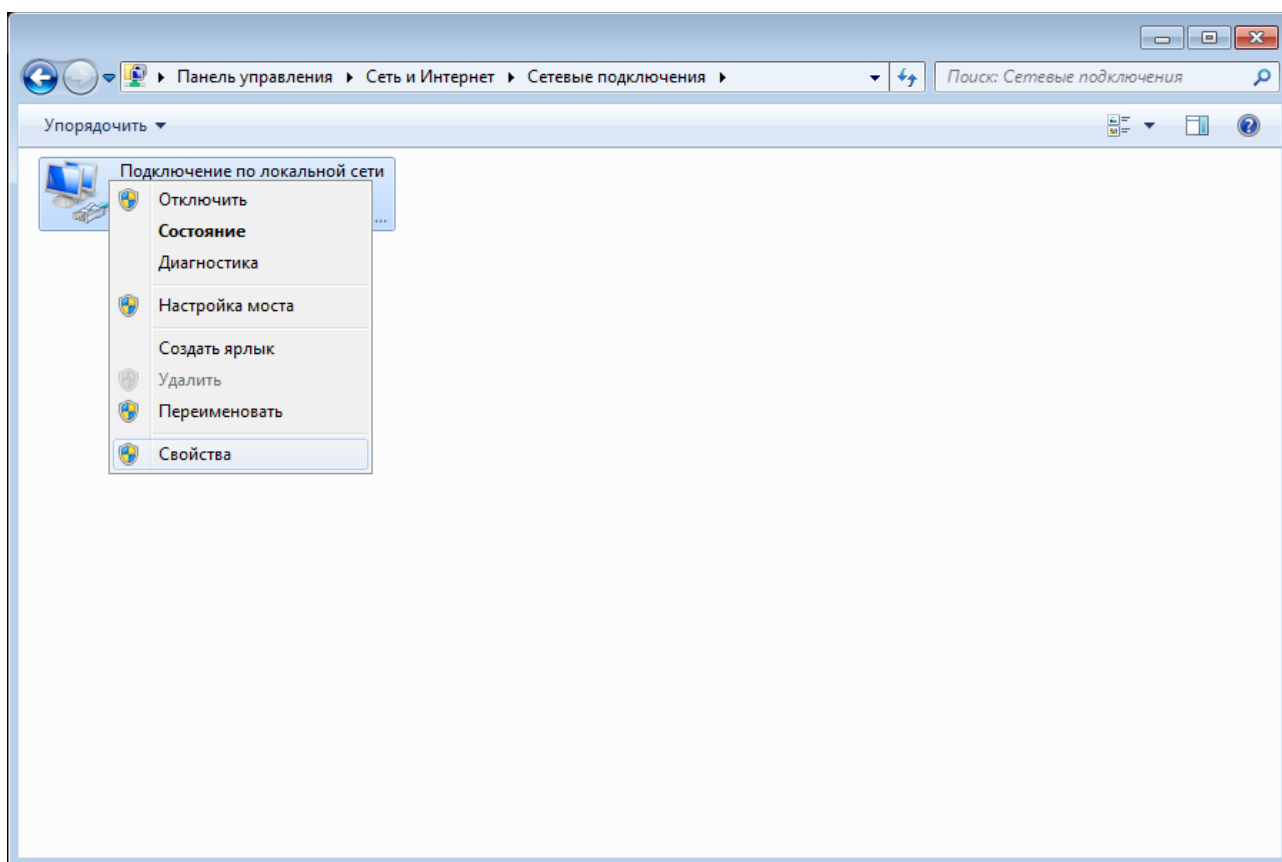 Панель управления ▸ Сеть и Интернет ▸ Сетевые подключения ▸
Поиск: Сетевые подключения
Упорядочить
Подключение по локальной сети
...
Отключить
Состояние
Диагностика
Настройка моста
Создать ярлык
Удалить
Переименовать
Свойства